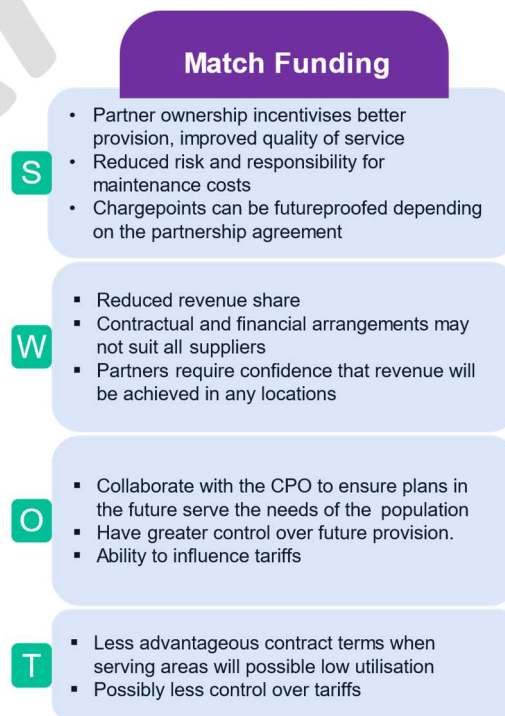 Match Funding
• Partner ownership incentivises better
provision, improved quality of service
• Reduced risk and responsibility for
maintenance costs
• Chargepoints can be futureproofed depending
on the partnership agreement
S
▪ Reduced revenue share
▪ Contractual and financial arrangements may
not suit all suppliers
▪ Partners require confidence that revenue will
be achieved in any locations
W
▪ Collaborate with the CPO to ensure plans in
the future serve the needs of the population
▪ Have greater control over future provision.
▪ Ability to influence tariffs
O
▪ Less advantageous contract terms when
serving areas will possible low utilisation
▪ Possibly less control over tariffs
T